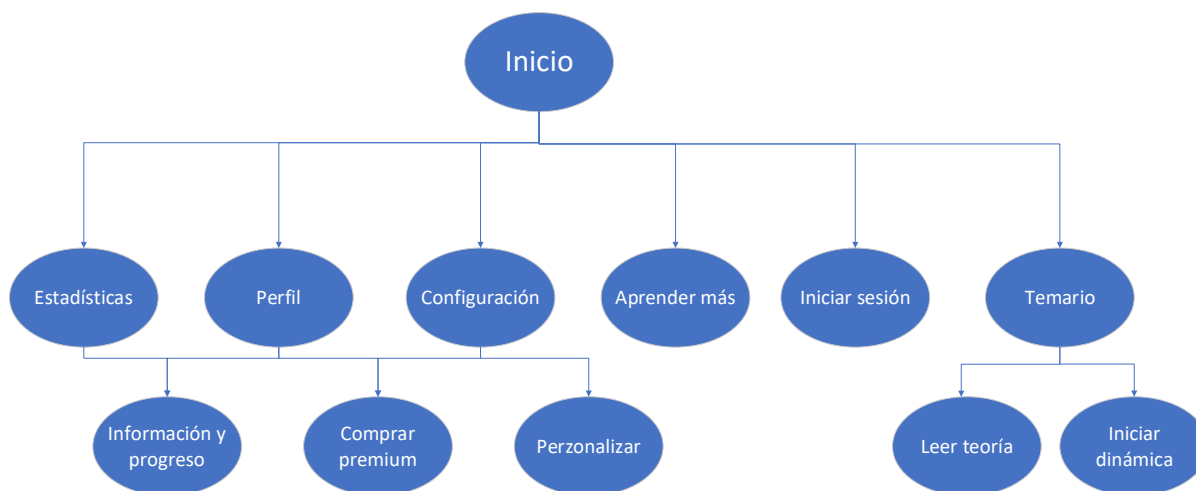 Inicio
Estadísticas
Perfil
Configuración
Aprender más
Iniciar sesión
Temario
Información y
progreso
Comprar
premium
Perzonalizar
Leer teoría
Iniciar
dinámica